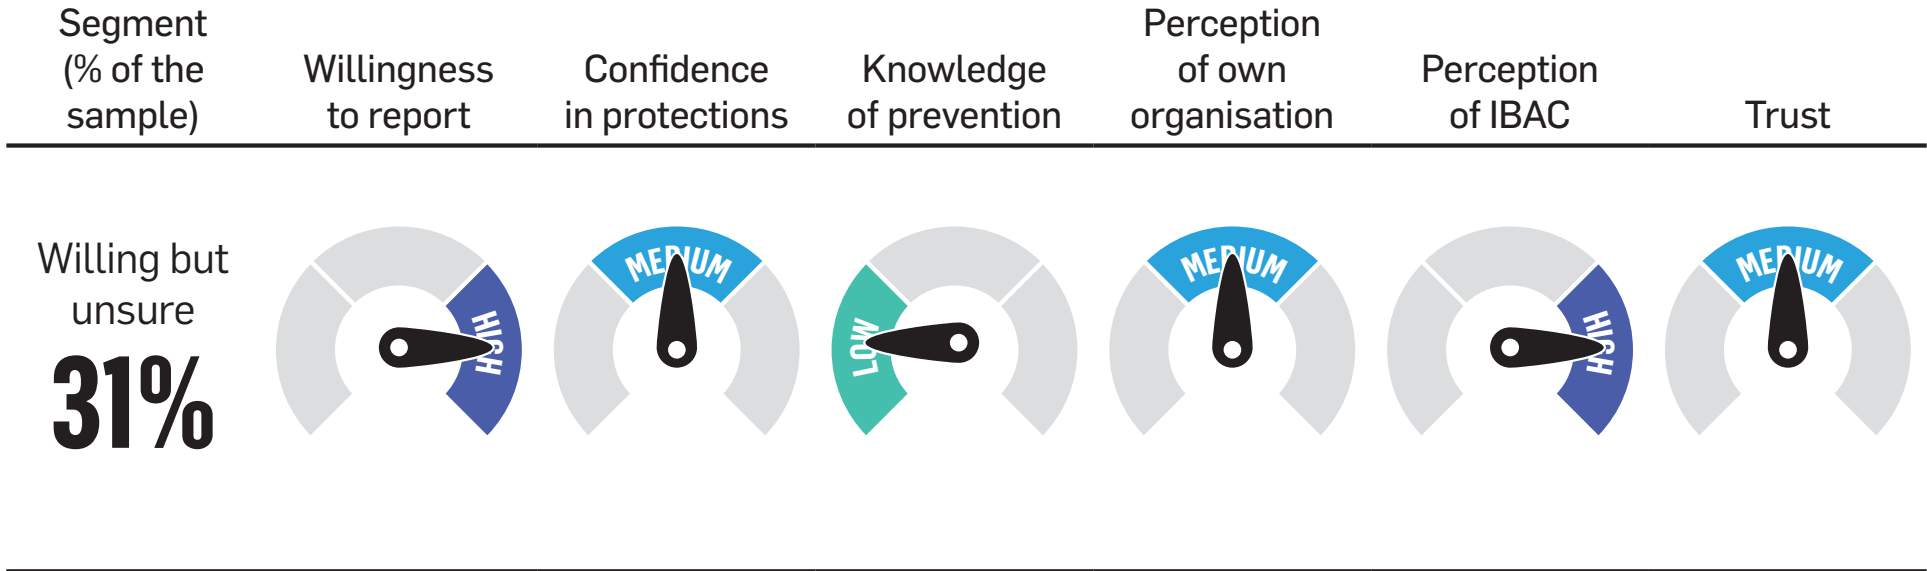 Segment
(% of the
sample)
Willingness
to report
Confidence
in protections
Knowledge
of prevention
Perception
of own
organisation
Perception
of IBAC
Trust
Willing but
unsure
31%
HIGH
MEDIUM
LOW
MEDIUM
HIGH
MEDIUM